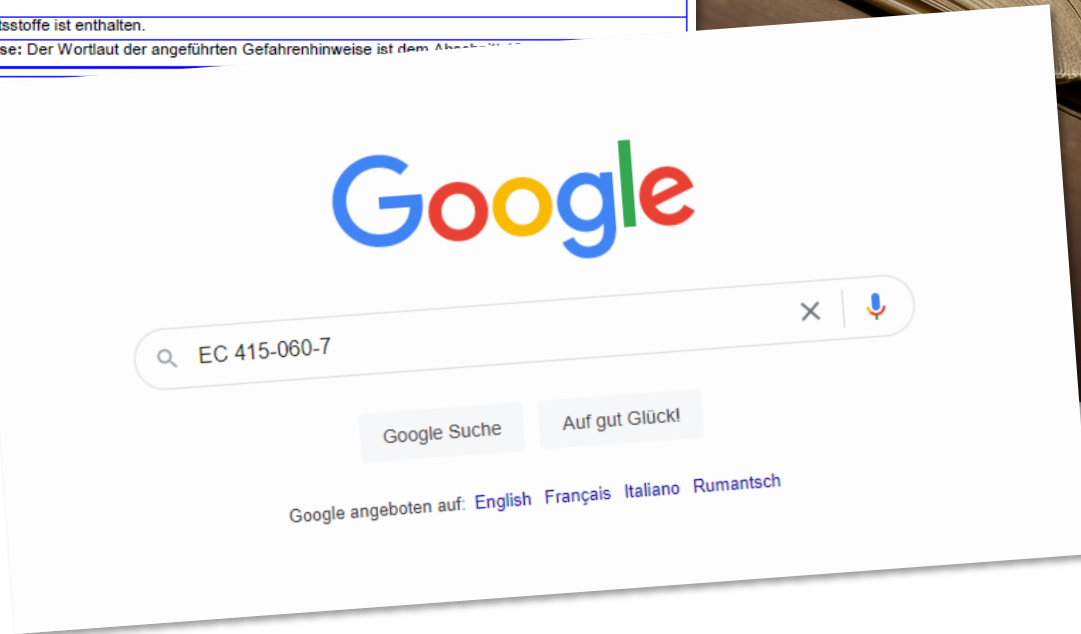 tsstoffe ist enthalten.
se: Der Wortlaut der angeführten Gefahrenhinweise ist dem
Google
EC 415-060-7
Google Suche
Auf gut Glück!
Google angeboten auf: English Français Italiano Rumantsch